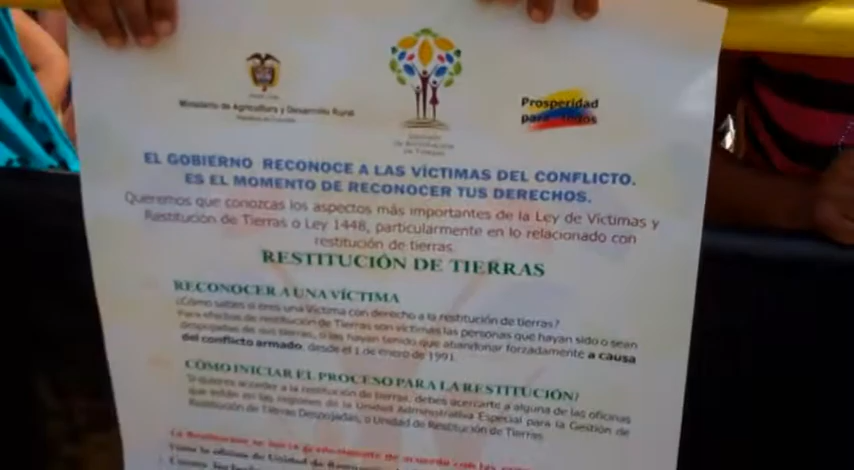 Ministerio de Agricultura y Desarrollo Rural
República de Colombia
Prosperidad
para todos
EL GOBIERNO RECONOCE A LAS VÍCTIMAS DEL CONFLICTO.
ES EL MOMENTO DE RECONOCER TUS DERECHOS.
Queremos que conozcas los aspectos más importantes de la Ley de Víctimas y
Restitución de Tierras o Ley 1448, particularmente en lo relacionado con
restitución de tierras.
RESTITUCIÓN DE TIERRAS
RECONOCER A UNA VÍCTIMA
¿Cómo sabes si eres una Víctima con derecho a la restitución de tierras?
Para efectos de restitución de Tierras son víctimas las personas que hayan sido o sean
despojadas de sus tierras, o las hayan tenido que abandonar forzadamente a causa
del conflicto armado, desde el 1 de enero de 1991.
CÓMO INICIAR EL PROCESO PARA LA RESTITUCIÓN?
Si quieres acceder a la restitución de tierras, debes acercarte a alguna de las oficinas
que están en las regiones de la Unidad Administrativa Especial para la Gestión de
Restitución de Tierras Despojadas, o Unidad de Restitución de Tierras.